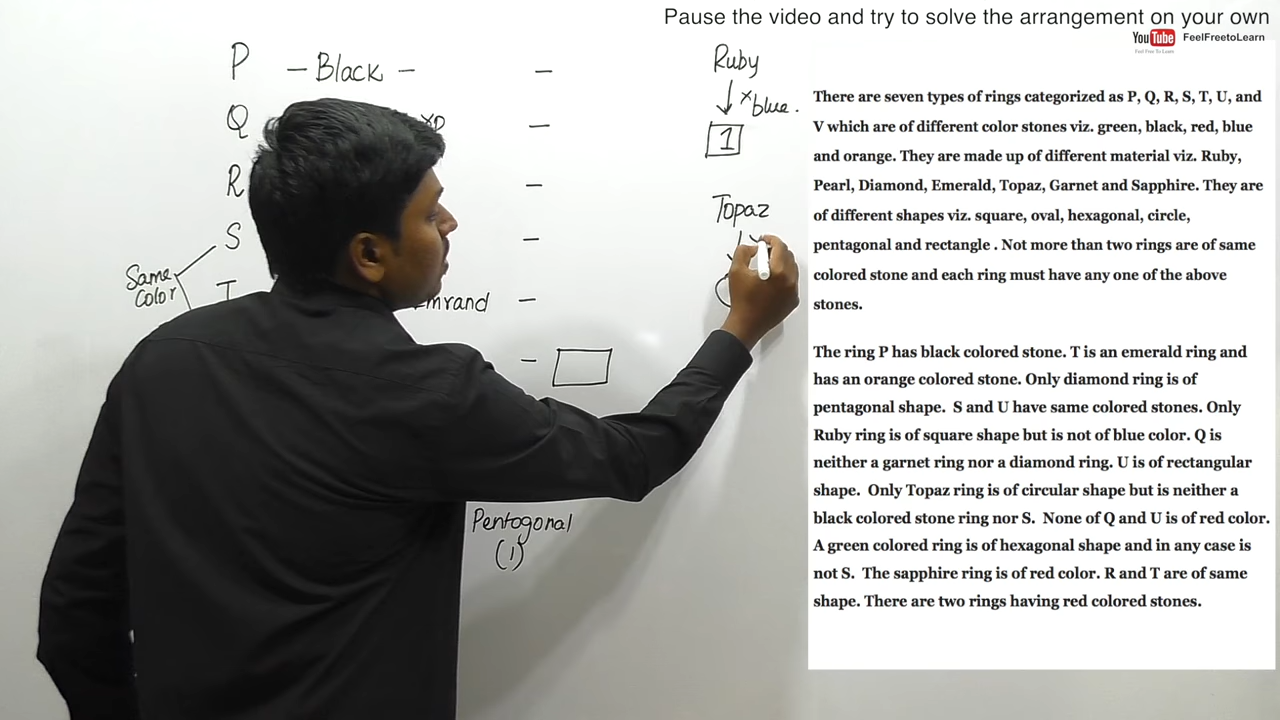 Pause the video and try to solve the arrangement on your own
YouTube FeelFreetoLearn
Feel Free To Learn
P – Black – –
Q –
R –
S –
Same
Color
T mrand –
–
Pentogonal
(1)
Ruby
↓ ×blue.
1
Topaz
There are seven types of rings categorized as P, Q, R, S, T, U, and
V which are of different color stones viz. green, black, red, blue
and orange. They are made up of different material viz. Ruby,
Pearl, Diamond, Emerald, Topaz, Garnet and Sapphire. They are
of different shapes viz. square, oval, hexagonal, circle,
pentagonal and rectangle . Not more than two rings are of same
colored stone and each ring must have any one of the above
stones.
The ring P has black colored stone. T is an emerald ring and
has an orange colored stone. Only diamond ring is of
pentagonal shape. S and U have same colored stones. Only
Ruby ring is of square shape but is not of blue color. Q is
neither a garnet ring nor a diamond ring. U is of rectangular
shape. Only Topaz ring is of circular shape but is neither a
black colored stone ring nor S. None of Q and U is of red color.
A green colored ring is of hexagonal shape and in any case is
not S. The sapphire ring is of red color. R and T are of same
shape. There are two rings having red colored stones.